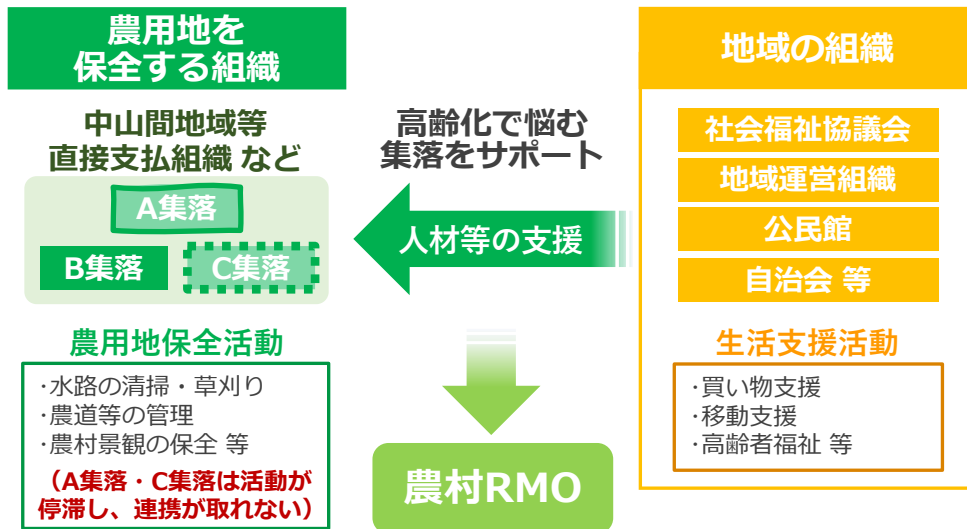 農用地を
保全する組織
中山間地域等
直接支払組織 など
A集落
B集落
C集落
農用地保全活動
・水路の清掃・草刈り
・農道等の管理
・農村景観の保全 等
（A集落・C集落は活動が
停滞し、連携が取れない）
高齢化で悩む
集落をサポート
人材等の支援
農村RMO
地域の組織
社会福祉協議会
地域運営組織
公民館
自治会 等
生活支援活動
・買い物支援
・移動支援
・高齢者福祉 等